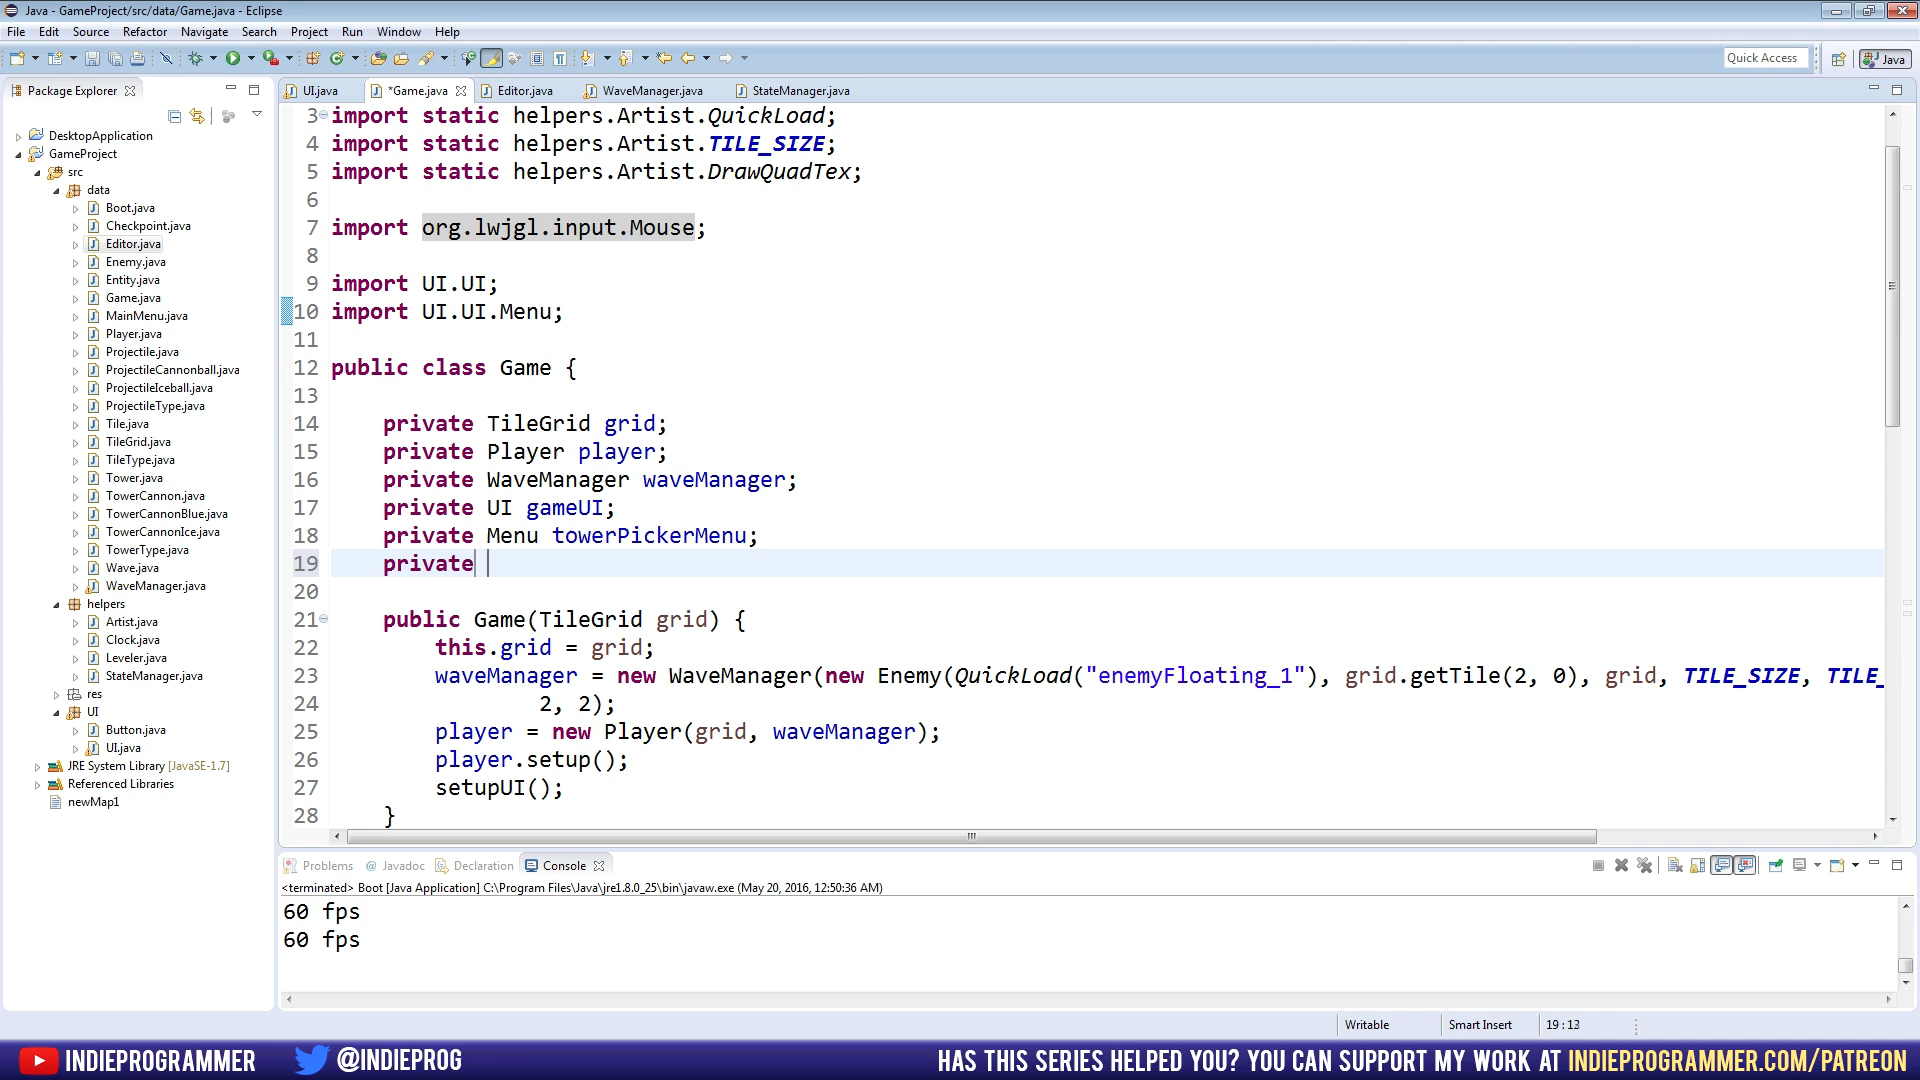 Java - GameProject/src/data/Game.java - Eclipse
File Edit Source Refactor Navigate Search Project Run Window Help
Quick Access
Java
Package Explorer
UI.java
*Game.java
Editor.java
WaveManager.java
StateManager.java
DesktopApplication
GameProject
src
data
Boot.java
Checkpoint.java
Editor.java
Enemy.java
Entity.java
Game.java
MainMenu.java
Player.java
Projectile.java
ProjectileCannonball.java
ProjectileIceball.java
ProjectileType.java
Tile.java
TileGrid.java
TileType.java
Tower.java
TowerCannon.java
TowerCannonBlue.java
TowerCannonIce.java
TowerType.java
Wave.java
WaveManager.java
helpers
Artist.java
Clock.java
Leveler.java
StateManager.java
res
UI
Button.java
UI.java
JRE System Library [JavaSE-1.7]
Referenced Libraries
newMap1
3 import static helpers.Artist.QuickLoad;
4 import static helpers.Artist.TILE_SIZE;
5 import static helpers.Artist.DrawQuadTex;
6
7 import org.lwjgl.input.Mouse;
8
9 import UI.UI;
10 import UI.UI.Menu;
11
12 public class Game {
13
14 private TileGrid grid;
15 private Player player;
16 private WaveManager waveManager;
17 private UI gameUI;
18 private Menu towerPickerMenu;
19 private
20
21 public Game(TileGrid grid) {
22 this.grid = grid;
23 waveManager = new WaveManager(new Enemy(QuickLoad("enemyFloating_1"), grid.getTile(2, 0), grid, TILE_SIZE, TILE_
24 2, 2);
25 player = new Player(grid, waveManager);
26 player.setup();
27 setupUI();
28 }
Problems @ Javadoc Declaration Console
<terminated> Boot [Java Application] C:\Program Files\Java\jre1.8.0_25\bin\javaw.exe (May 20, 2016, 12:50:36 AM)
60 fps
60 fps
Writable
Smart Insert
19 : 13
INDIEPROGRAMMER
@INDIEPROG
HAS THIS SERIES HELPED YOU? YOU CAN SUPPORT MY WORK AT INDIEPROGRAMMER.COM/PATREON